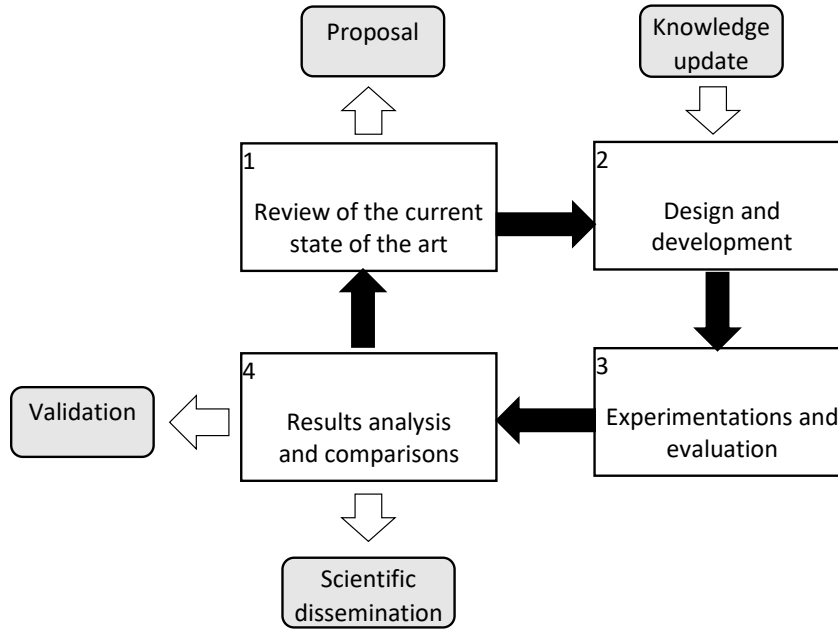 Proposal
Knowledge
update
1
Review of the current
state of the art
2
Design and
development
4
Results analysis
and comparisons
3
Experimentations and
evaluation
Validation
Scientific
dissemination